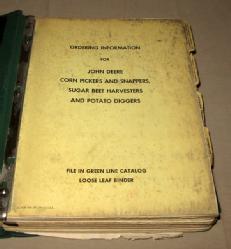 ORDERING INFORMATION
FOR
JOHN DEERE
CORN PICKERS AND SNAPPERS,
SUGAR BEET HARVESTERS
AND POTATO DIGGERS
FILE IN GREEN LINE CATALOG
LOOSE LEAF BINDER